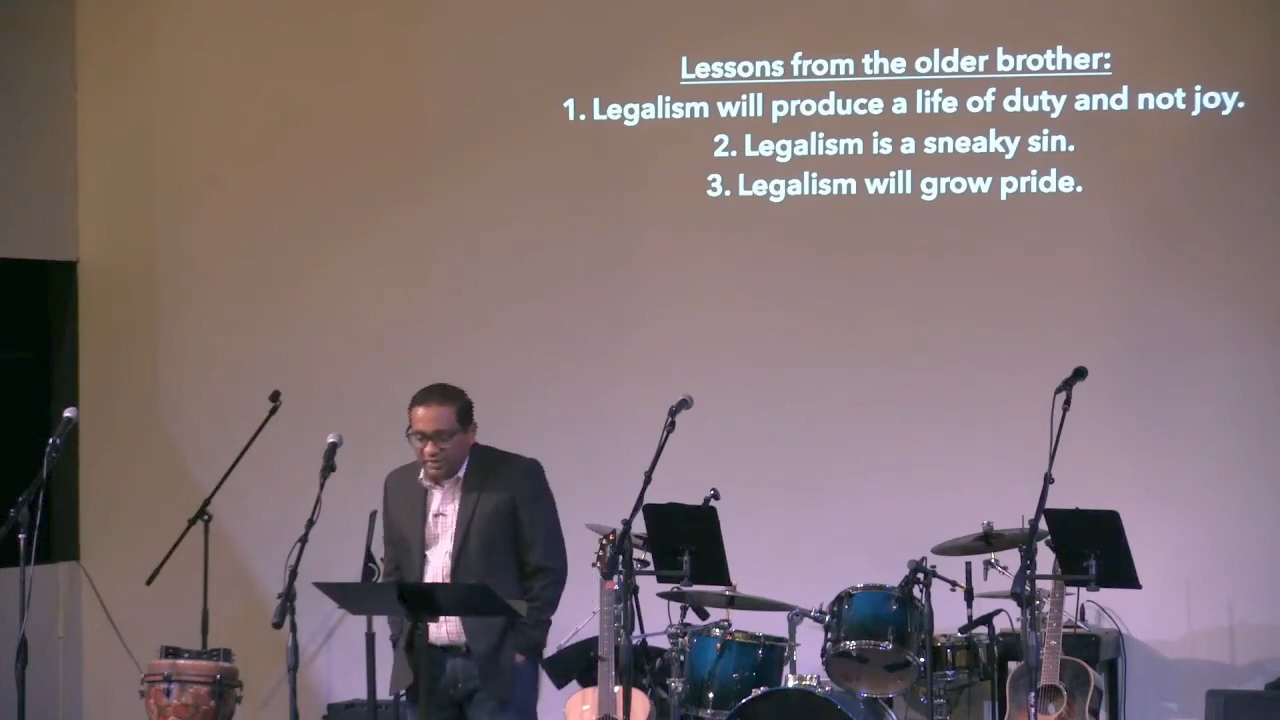 Lessons from the older brother:
1. Legalism will produce a life of duty and not joy.
2. Legalism is a sneaky sin.
3. Legalism will grow pride.